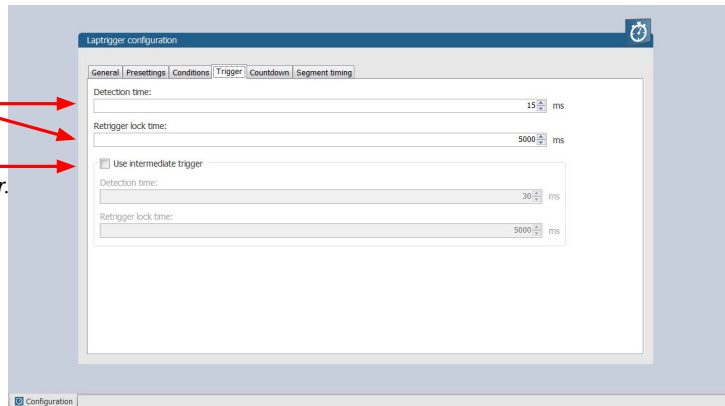 Laptrigger configuration
General Presettings Conditions Trigger Countdown Segment timing
Detection time:
15 ms
Retrigger lock time:
5000 ms
Use intermediate trigger
r.
Detection time:
30 ms
Retrigger lock time:
5000 ms
Configuration